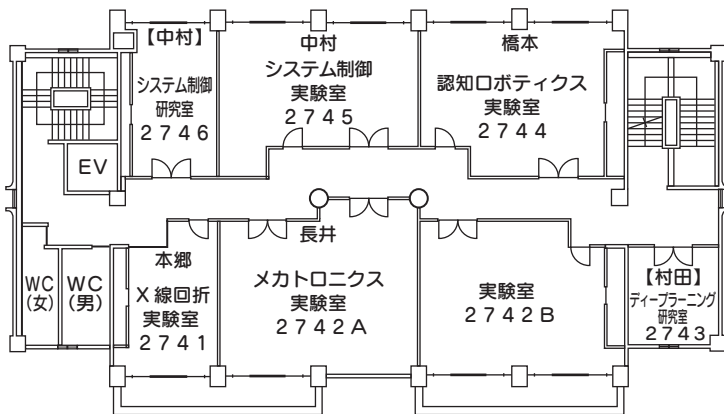 【中村】
システム制御
研究室
2746
中村
システム制御
実験室
2745
橋本
認知ロボティクス
実験室
2744
EV
WC
(女)
WC
(男)
本郷
X線回折
実験室
2741
長井
メカトロニクス
実験室
2742A
実験室
2742B
【村田】
ディープラーニング
研究室
2743